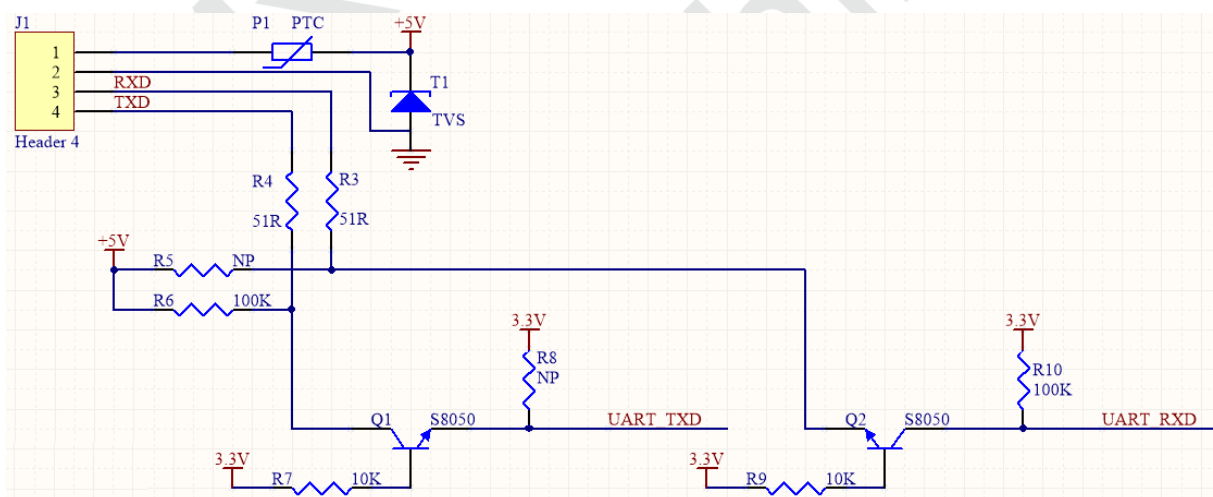 J1
P1 PTC +5V
1
2
RXD
3
TXD
4
T1
TVS
Header 4
R4
R3
51R
51R
+5V
R5 NP
R6 100K
3.3V
R8
NP
3.3V
R10
100K
Q1 S8050 UART_TXD
Q2 S8050 UART_RXD
3.3V
R7 10K
3.3V
R9 10K